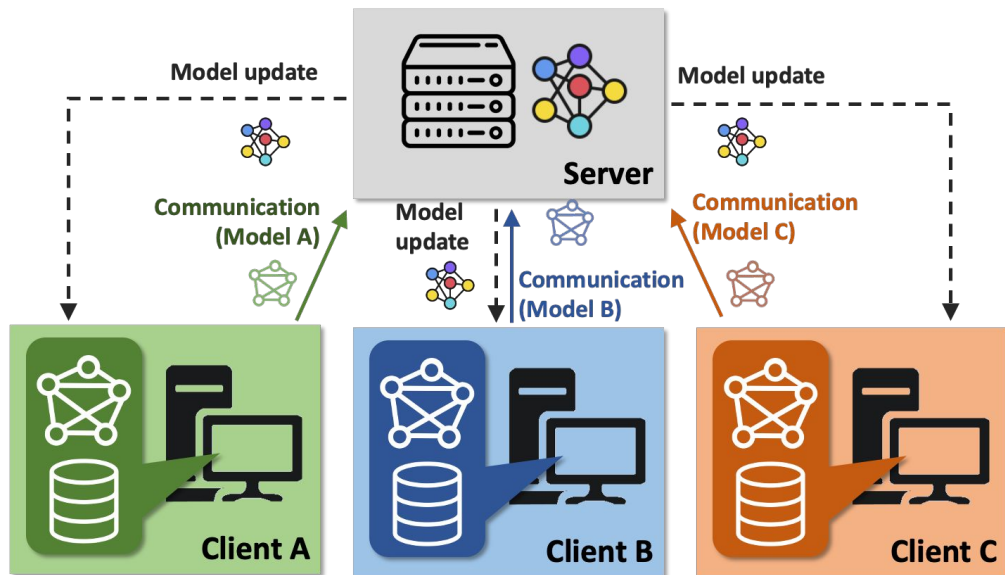 Model update
Model update
Server
Communication
(Model A)
Model
update
Communication
(Model C)
Communication
(Model B)
Client A
Client B
Client C